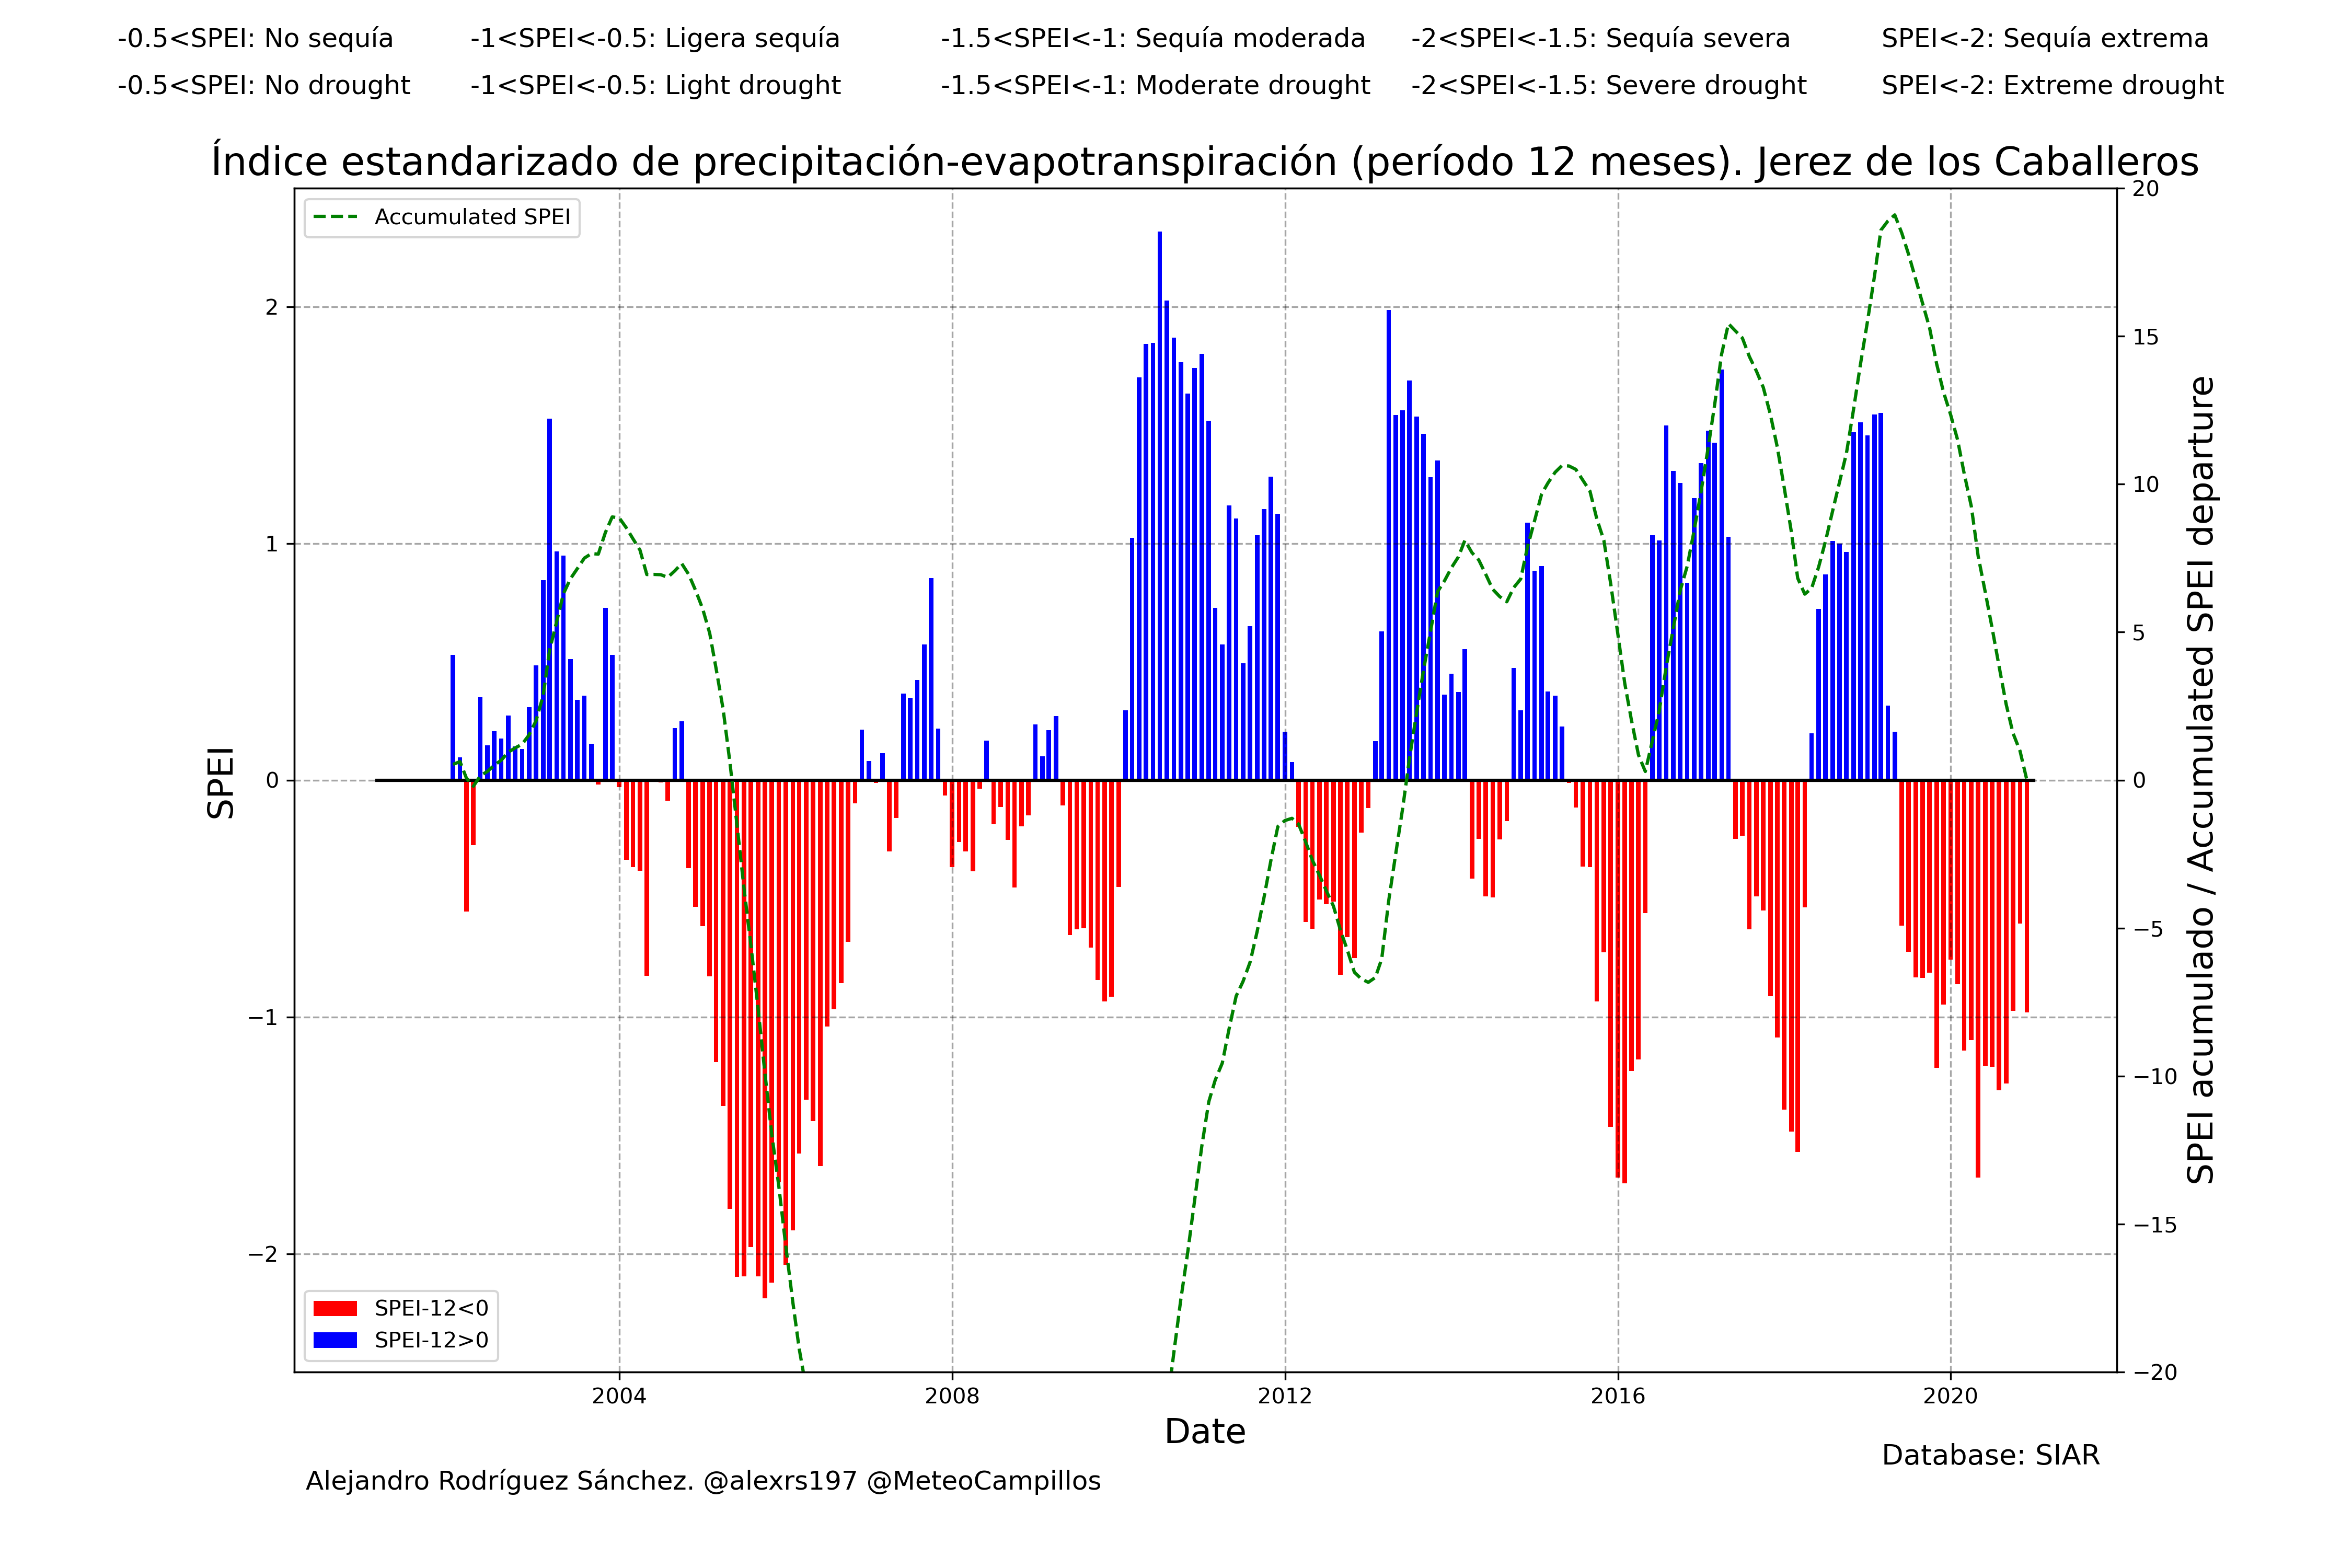 -0.5<SPEI: No sequía -1<SPEI<-0.5: Ligera sequía -1.5<SPEI<-1: Sequía moderada -2<SPEI<-1.5: Sequía severa SPEI<-2: Sequía extrema
-0.5<SPEI: No drought -1<SPEI<-0.5: Light drought -1.5<SPEI<-1: Moderate drought -2<SPEI<-1.5: Severe drought SPEI<-2: Extreme drought
Índice estandarizado de precipitación-evapotranspiración (período 12 meses). Jerez de los Caballeros
Accumulated SPEI
SPEI
2
1
0
−1
−2
20
15
10
5
0
−5
−10
−15
−20
SPEI acumulado / Accumulated SPEI departure
SPEI-12<0
SPEI-12>0
2004 2008 2012 2016 2020
Date
Database: SIAR
Alejandro Rodríguez Sánchez. @alexrs197 @MeteoCampillos